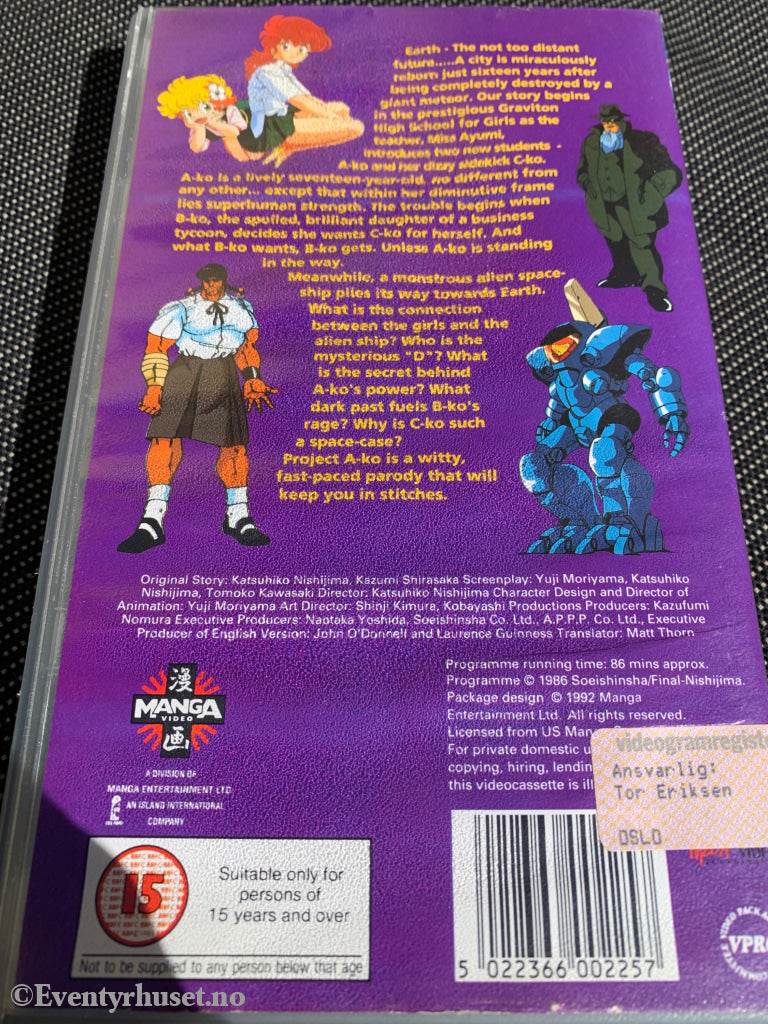 Earth - The not too distant
future.....A city is miraculously
reborn just sixteen years after
being completely destroyed by a
giant meteor. Our story begins
in the prestigious Graviton
High School for Girls as the
teacher, Miss Ayumi,
introduces two new students -
A-ko and her dizzy sidekick C-ko.
A-ko is a lively seventeen-year-old, no different from
any other... except that within her diminutive frame
lies superhuman strength. The trouble begins when
B-ko, the spoiled, brilliant daughter of a business
tycoon, decides she wants C-ko for herself. And
what B-ko wants, B-ko gets. Unless A-ko is standing
in the way.
Meanwhile, a monstrous alien space-
ship plies its way towards Earth.
What is the connection
between the girls and the
alien ship? Who is the
mysterious "D"? What
is the secret behind
A-ko's power? What
dark past fuels B-ko's
rage? Why is C-ko such
a space-case?
Project A-ko is a witty,
fast-paced parody that will
keep you in stitches.
Original Story: Katsuhiko Nishijima, Kazumi Shirasaka Screenplay: Yuji Moriyama, Katsuhiko
Nishijima, Tomoko Kawasaki Director: Katsuhiko Nishijima Character Design and Director of
Animation: Yuji Moriyama Art Director: Shinji Kimura, Kobayashi Productions Producers: Kazufumi
Nomura Executive Producers: Naotaka Yoshida, Soeishinsha Co. Ltd., A.P.P.P. Co. Ltd., Executive
Producer of English Version: John O'Donnell and Laurence Guinness Translator: Matt Thorn
漫
MANGA
VIDEO
画
A DIVISION OF
MANGA ENTERTAINMENT LTD
AN ISLAND INTERNATIONAL
COMPANY
Programme running time: 86 mins approx.
Programme © 1986 Soeishinsha/Final-Nishijima.
Package design © 1992 Manga
Entertainment Ltd. All rights reserved.
Licensed from US Man
For private domestic u
copying, hiring, lendin
this videocassette is ill
videogramregiste
Ansvarlig:
Tor Eriksen
OSLO
15
Suitable only for
persons of
15 years and over
Not to be supplied to any person below that age
5 022366 002257
VIDEO PACK
VPRC
©Eventyrhuset.no